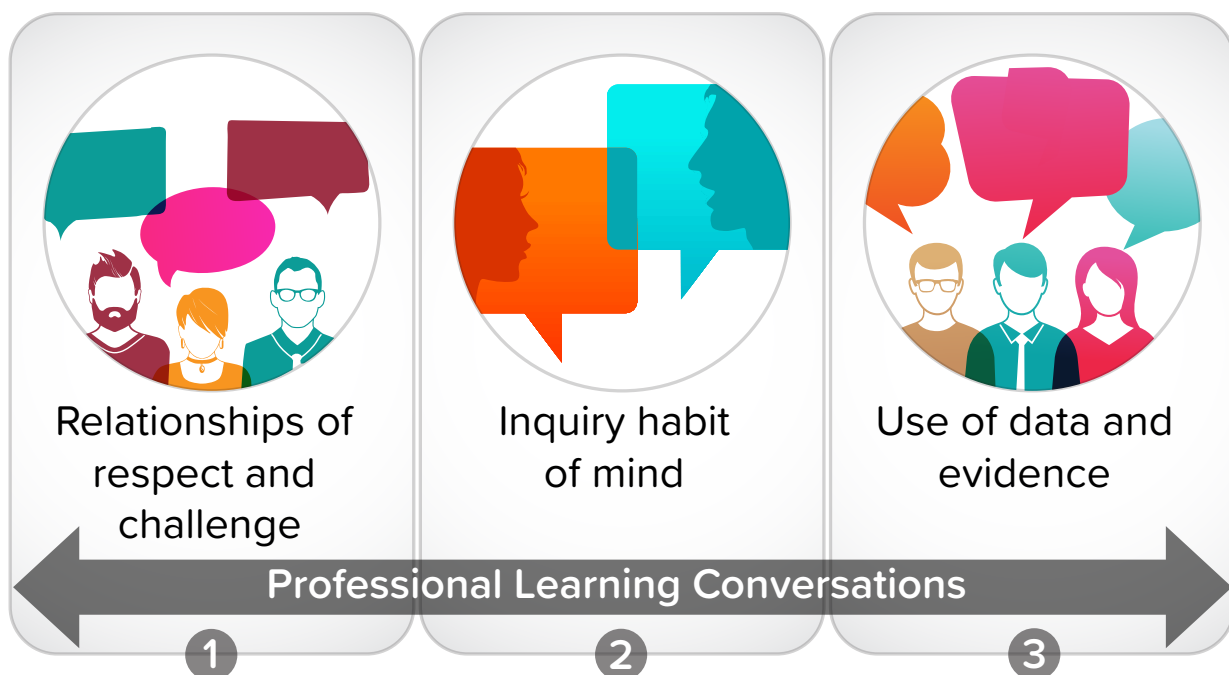 Relationships of
respect and
challenge
Inquiry habit
of mind
Use of data and
evidence
Professional Learning Conversations
1
2
3